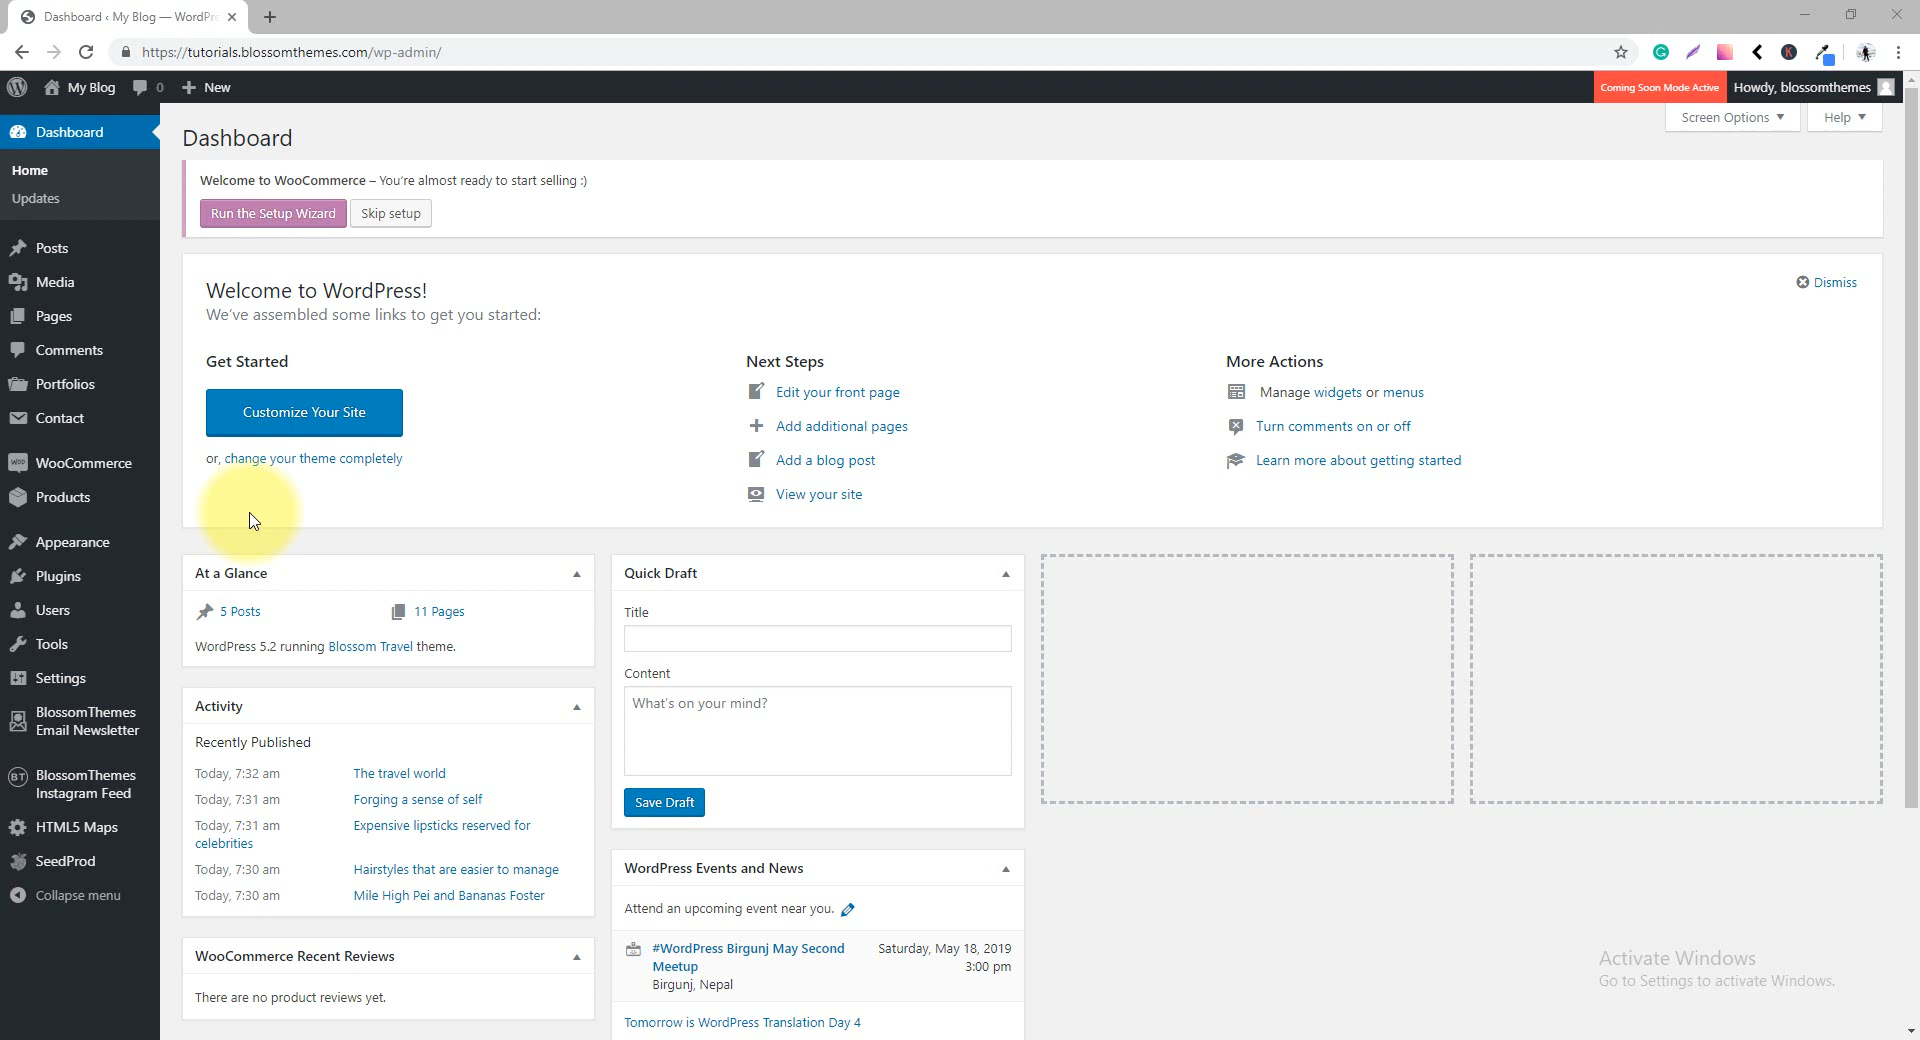 Dashboard ‹ My Blog — WordPre
https://tutorials.blossomthemes.com/wp-admin/
My Blog
0
New
Coming Soon Mode Active
Howdy, blossomthemes
Dashboard
Home
Updates
Posts
Media
Pages
Comments
Portfolios
Contact
WooCommerce
Products
Appearance
Plugins
Users
Tools
Settings
BlossomThemes
Email Newsletter
BlossomThemes
Instagram Feed
HTML5 Maps
SeedProd
Collapse menu
Screen Options
Help
Dashboard
Welcome to WooCommerce – You're almost ready to start selling :)
Run the Setup Wizard
Skip setup
Welcome to WordPress!
We've assembled some links to get you started:
Dismiss
Get Started
Customize Your Site
or, change your theme completely
Next Steps
Edit your front page
Add additional pages
Add a blog post
View your site
More Actions
Manage widgets or menus
Turn comments on or off
Learn more about getting started
At a Glance
5 Posts
11 Pages
WordPress 5.2 running Blossom Travel theme.
Activity
Recently Published
Today, 7:32 am The travel world
Today, 7:31 am Forging a sense of self
Today, 7:31 am Expensive lipsticks reserved for
celebrities
Today, 7:30 am Hairstyles that are easier to manage
Today, 7:30 am Mile High Pei and Bananas Foster
WooCommerce Recent Reviews
There are no product reviews yet.
Quick Draft
Title
Content
What's on your mind?
Save Draft
WordPress Events and News
Attend an upcoming event near you.
#WordPress Birgunj May Second Saturday, May 18, 2019
Meetup 3:00 pm
Birgunj, Nepal
Tomorrow is WordPress Translation Day 4
Activate Windows
Go to Settings to activate Windows.